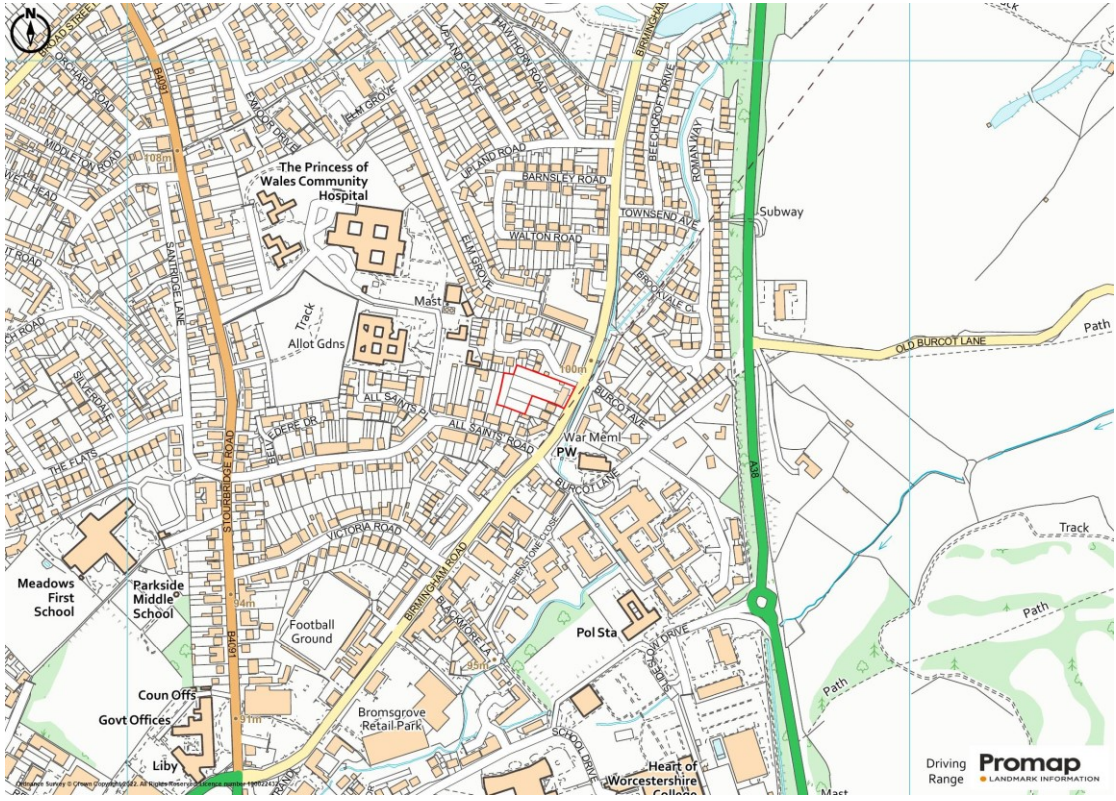 N
BROAD STREET
ORCHARD ROAD
MIDDLETON ROAD
108m
B4091
EXMOOR DRIVE
ELM GROVE
UPLAND GROVE
HAWTHORN ROAD
BIRMINGHAM
Track
BEECHCROFT DRIVE
ROMAN WAY
UPLAND ROAD
BARNSLEY ROAD
The Princess of
Wales Community
Hospital
TOWNSEND AVE
Subway
WALTON ROAD
ELM GROVE
SANTRIDGE LANE
BROOKVALE CL
Mast
Track
Allot Gdns
Path
OLD BURCOT LANE
100m
SILVERDALE
ALL SAINTS
BURCOT AVE
BELVEDERE DR
ALL SAINTS ROAD
War Meml
PW
THE FLATS
STOURBRIDGE ROAD
BURCOT LANE
A38
VICTORIA ROAD
SHENSTONE CLOSE
BIRMINGHAM ROAD
Track
Meadows
First
School
Parkside
Middle
School
94m
Football
Ground
BLACKMORE LA
Pol Sta
Path
B4091
95m
SLIDESLOW DRIVE
Path
Coun Offs
Govt Offices
91m
Bromsgrove
Retail Park
SCHOOL DRIVE
Liby
Heart of
Worcestershire
College
Mast
Driving
Range
Promap
LANDMARK INFORMATION